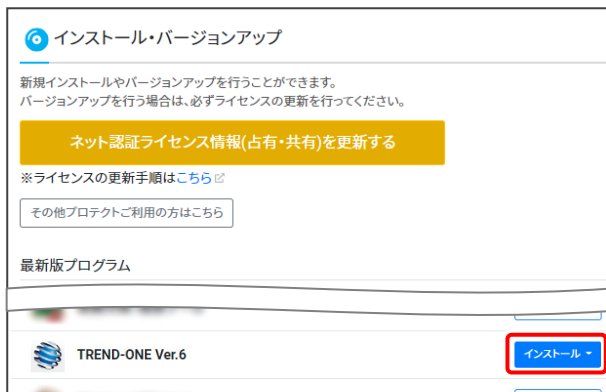 インストール・バージョンアップ
新規インストールやバージョンアップを行うことができます。
バージョンアップを行う場合は、必ずライセンスの更新を行ってください。
ネット認証ライセンス情報(占有・共有)を更新する
※ライセンスの更新手順はこちら
その他プロテクトご利用の方はこちら
最新版プログラム
TREND-ONE Ver.6
インストール